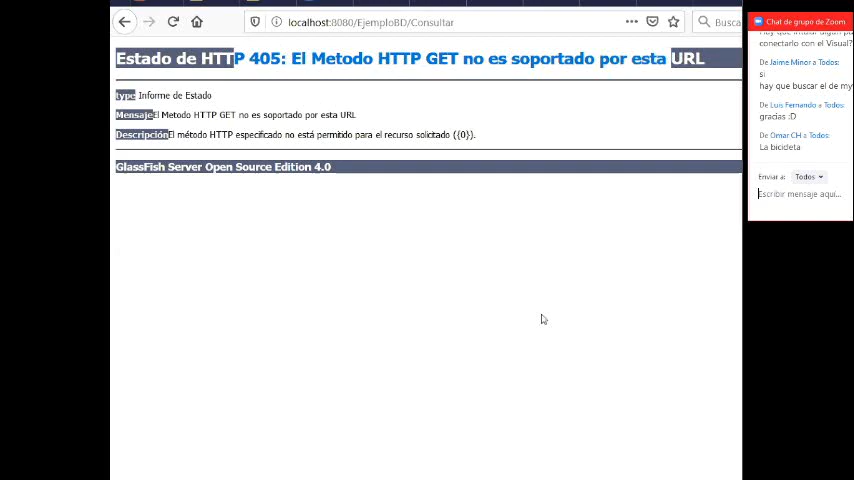 localhost:8080/EjemploBD/Consultar
Busca
Estado de HTTP 405: El Metodo HTTP GET no es soportado por esta URL
type Informe de Estado
MensajeEl Metodo HTTP GET no es soportado por esta URL
DescripciónEl método HTTP especificado no está permitido para el recurso solicitado ({0}).
GlassFish Server Open Source Edition 4.0
Chat de grupo de Zoom
conectarlo con el Visual?
De Jaime Minor a Todos:
si
hay que buscar el de my
De Luis Fernando a Todos:
gracias :D
De Omar CH a Todos:
La bicideta
Enviar a: Todos
Escribir mensaje aquí...